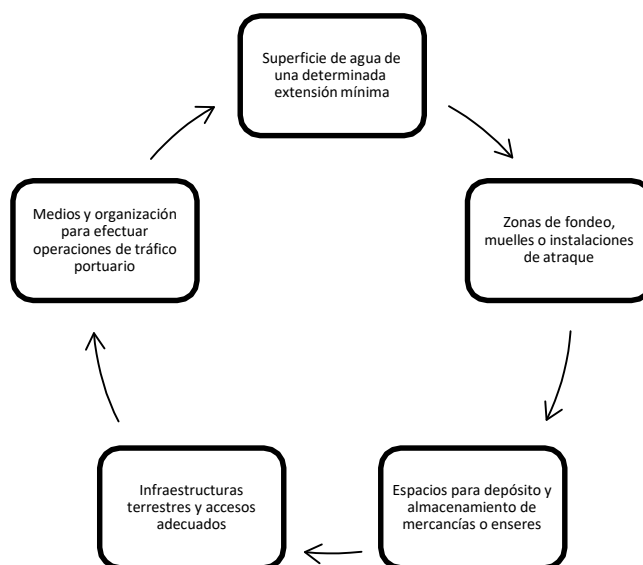 Superficie de agua de
una determinada
extensión mínima
Zonas de fondeo,
muelles o instalaciones
de atraque
Espacios para depósito y
almacenamiento de
mercancías o enseres
Infraestructuras
terrestres y accesos
adecuados
Medios y organización
para efectuar
operaciones de tráfico
portuario